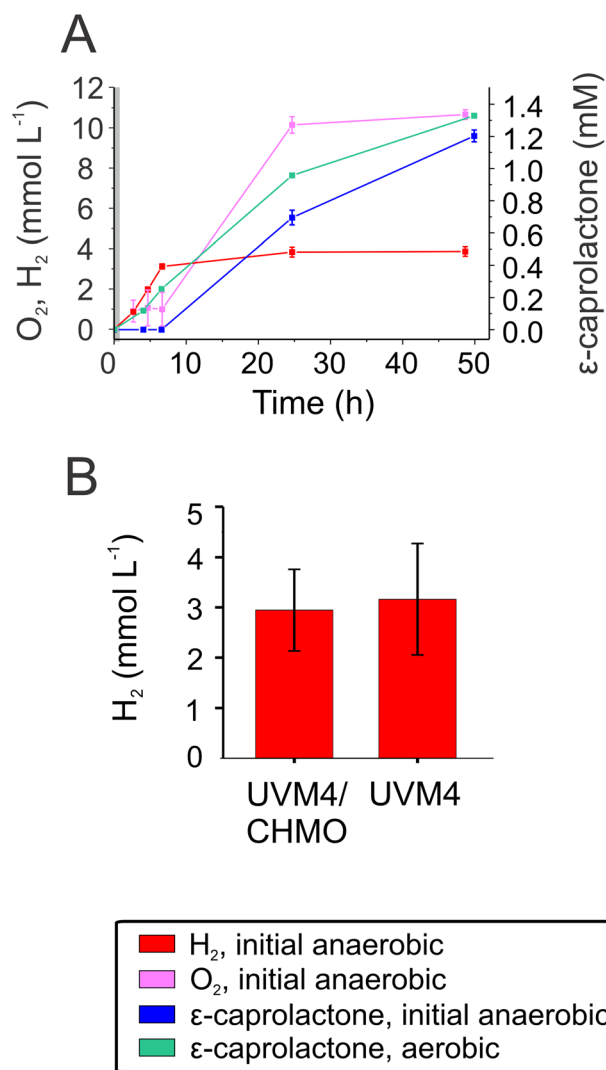 A
O₂, H₂ (mmol L⁻¹)
12
10
8
6
4
2
0
1.4
1.2
1.0
0.8
0.6
0.4
0.2
0.0
ε-caprolactone (mM)
0 10 20 30 40 50
Time (h)
B
H₂ (mmol L⁻¹)
5
4
3
2
1
0
UVM4/ UVM4
CHMO
H₂, initial anaerobic
O₂, initial anaerobic
ε-caprolactone, initial anaerobic
ε-caprolactone, aerobic